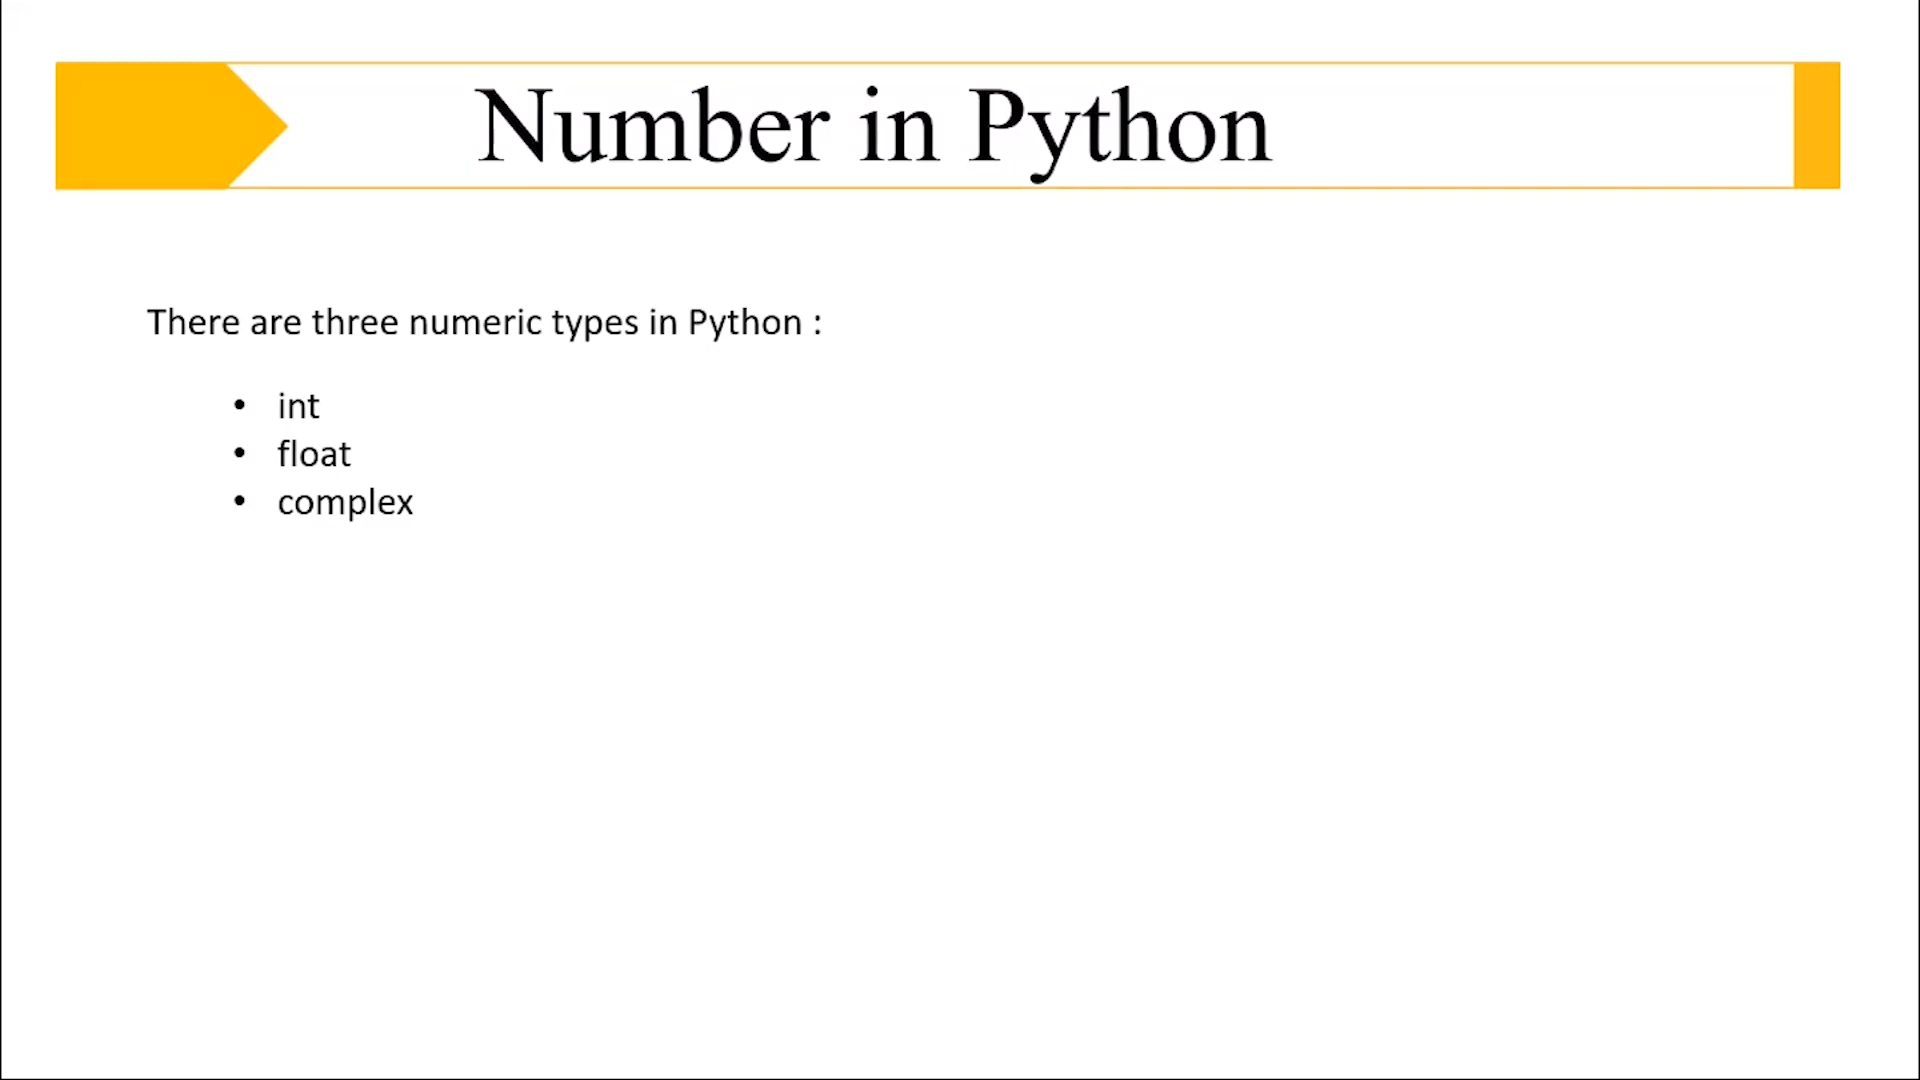 Number in Python
There are three numeric types in Python :
• int
• float
• complex